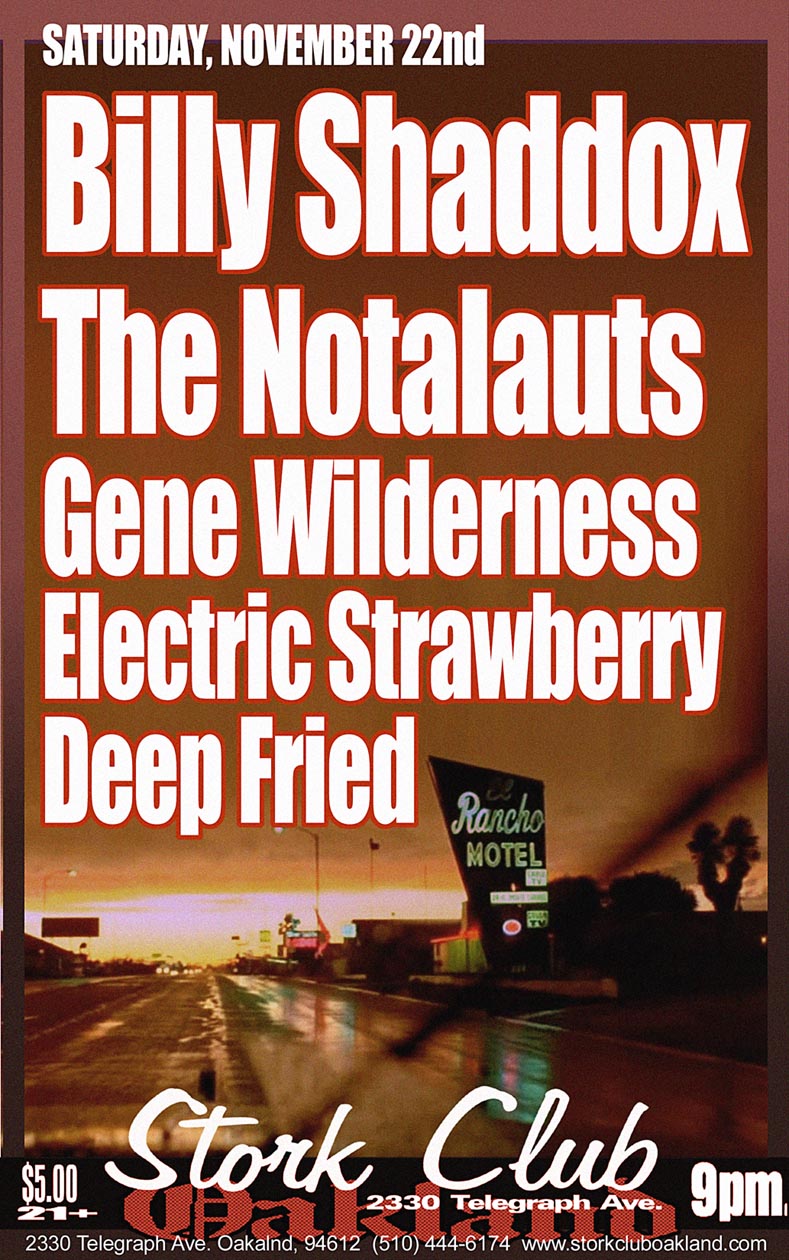 SATURDAY, NOVEMBER 22nd
Billy Shaddox
The Notalauts
Gene Wilderness
Electric Strawberry
Deep Fried
El
Rancho
MOTEL
Stork Club
$5.00
21+
Oakland
2330 Telegraph Ave.
9pm.
2330 Telegraph Ave. Oakalnd, 94612 (510) 444-6174 www.storkcluboakland.com